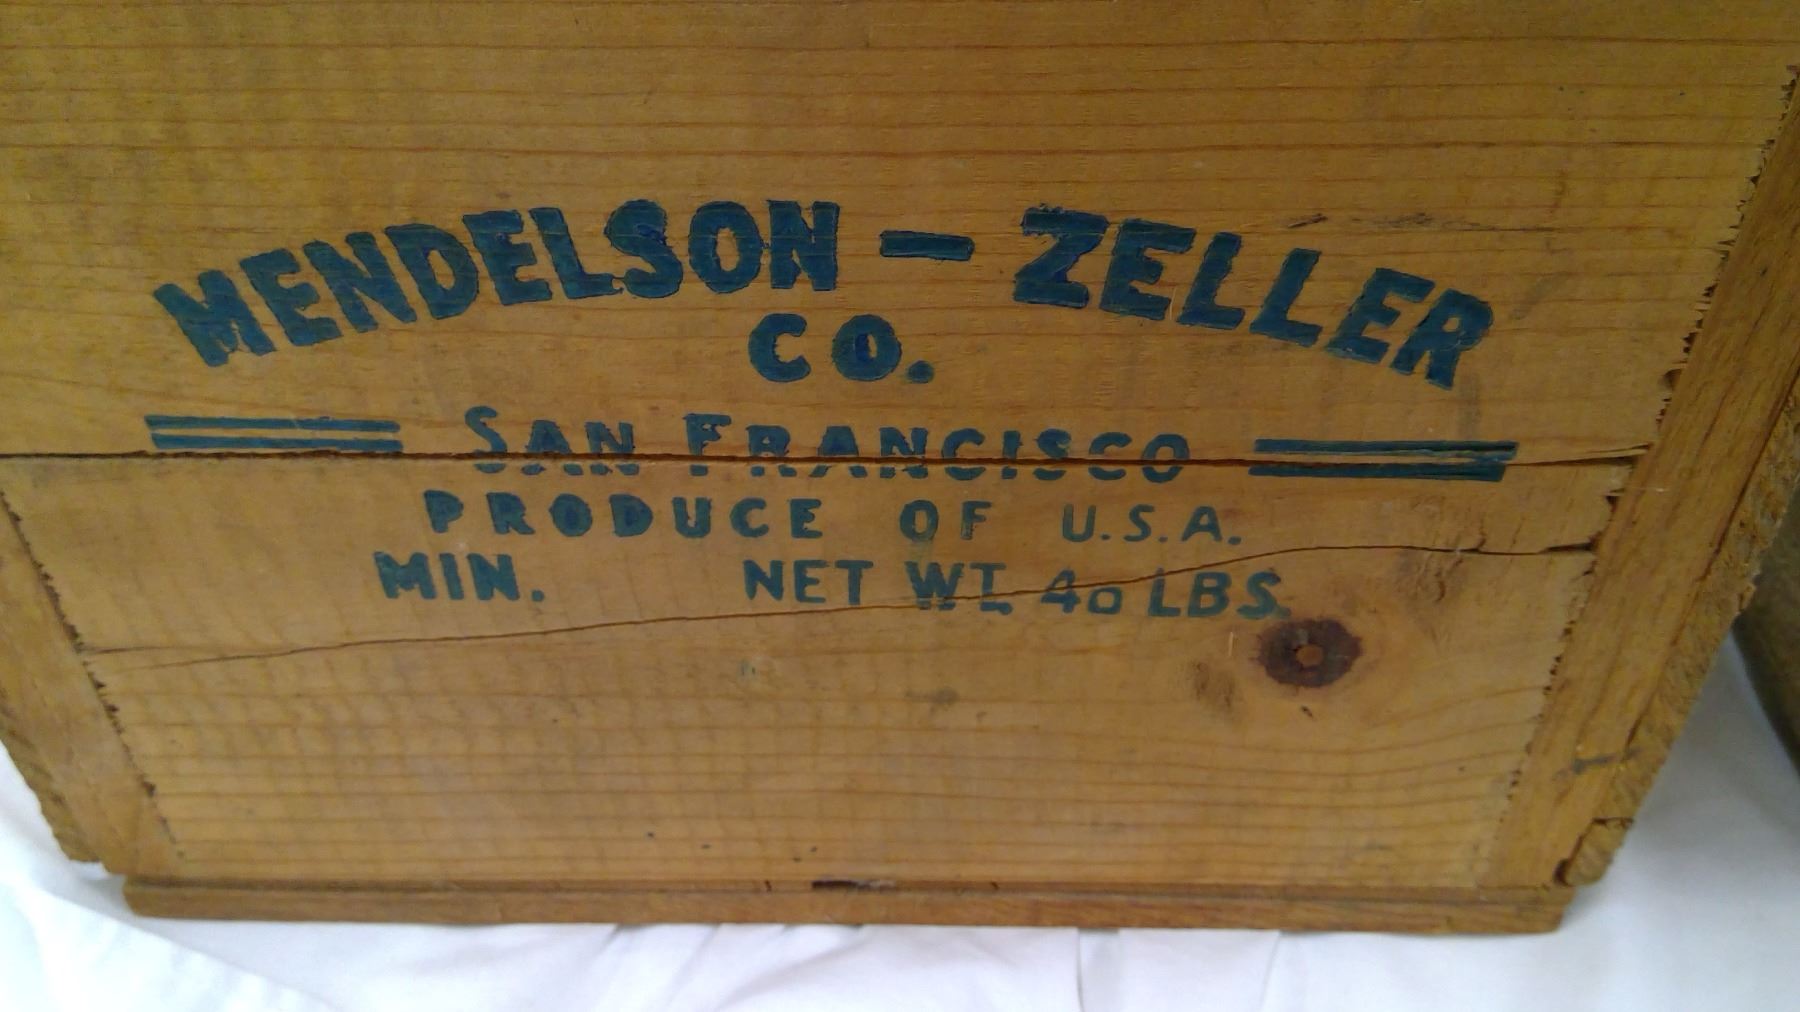 MENDELSON - ZELLER
CO.
SAN FRANCISCO
PRODUCE OF U.S.A.
MIN. NET WT. 40 LBS.